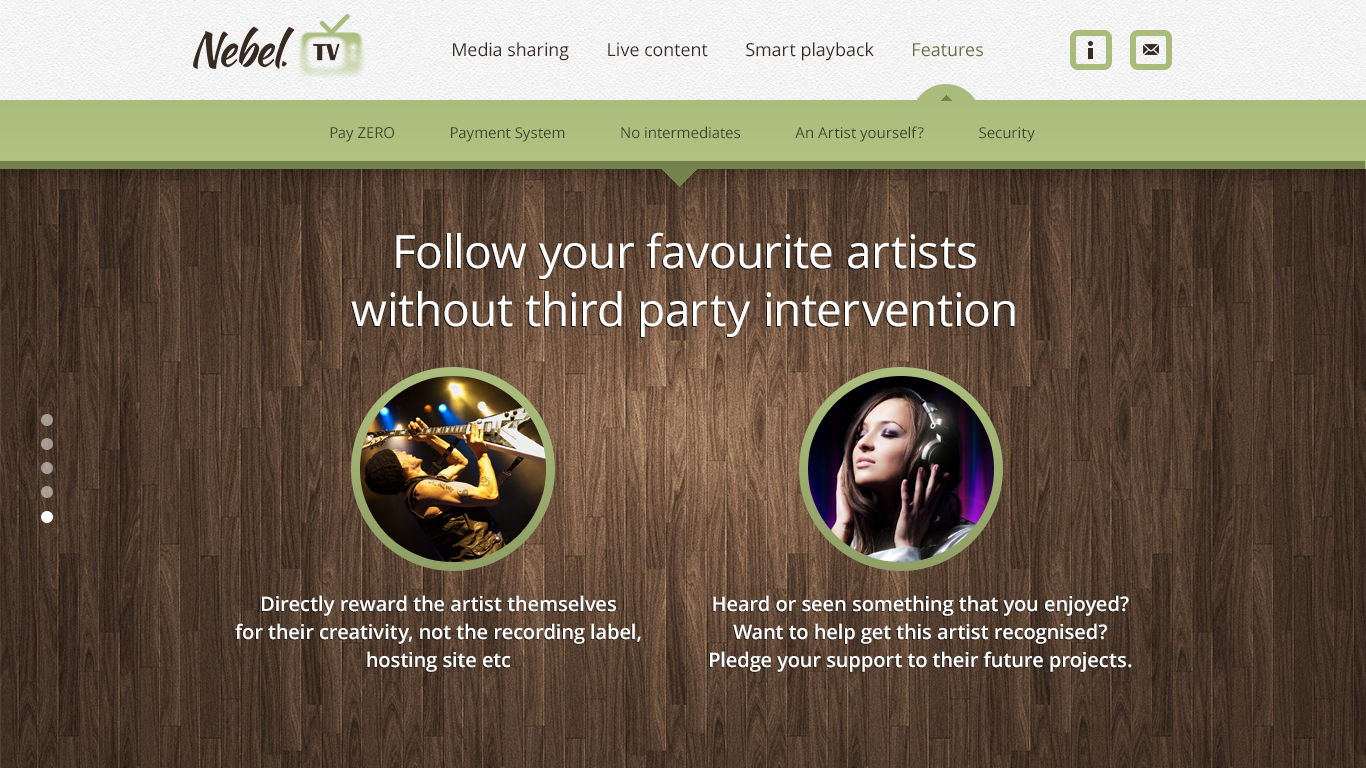 Nebel.
TV
Media sharing
Live content
Smart playback
Features
i
Pay ZERO
Payment System
No intermediates
An Artist yourself?
Security
Follow your favourite artists
without third party intervention
Directly reward the artist themselves
for their creativity, not the recording label,
hosting site etc
Heard or seen something that you enjoyed?
Want to help get this artist recognised?
Pledge your support to their future projects.